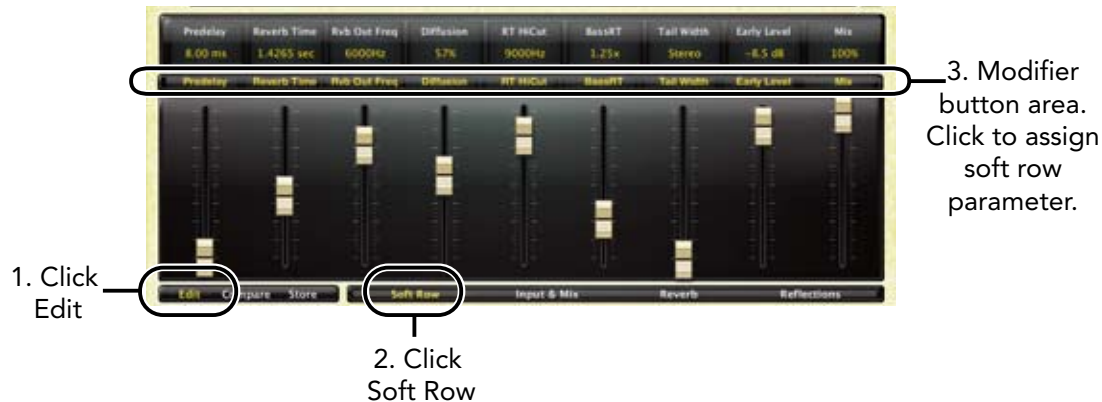 Predelay Reverb Time Rvb Out Freq Diffusion RT HiCut BassRT Tail Width Early Level Mix
8.00 ms 1.4265 sec 6000Hz 57% 9000Hz 1.25x Stereo -8.5 dB 100%
Predelay Reverb Time Rvb Out Freq Diffusion RT HiCut BassRT Tail Width Early Level Mix
3. Modifier
button area.
Click to assign
soft row
parameter.
1. Click
Edit
Edit Compare Store Soft Row Input & Mix Reverb Reflections
2. Click
Soft Row